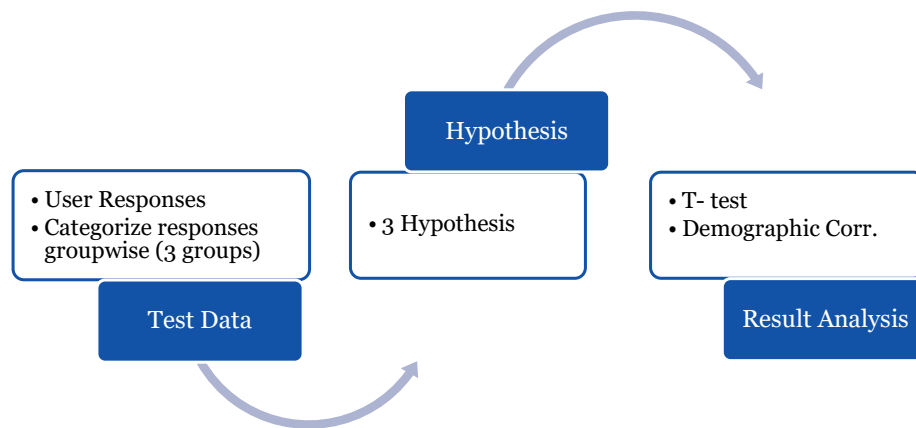 • User Responses
• Categorize responses
groupwise (3 groups)
Test Data
Hypothesis
• 3 Hypothesis
• T- test
• Demographic Corr.
Result Analysis